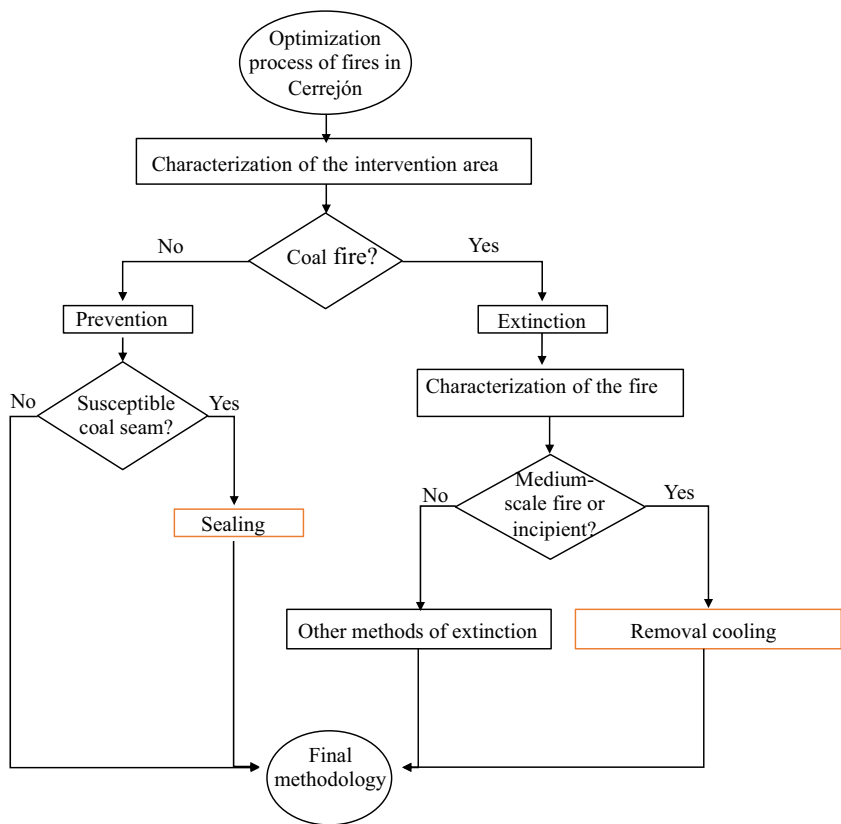 Optimization
process of fires in
Cerrejón
Characterization of the intervention area
No
Yes
Coal fire?
Prevention
Extinction
Characterization of the fire
No
Susceptible
coal seam?
Yes
Medium-
scale fire or
incipient?
No
Yes
Sealing
Other methods of extinction
Removal cooling
Final
methodology